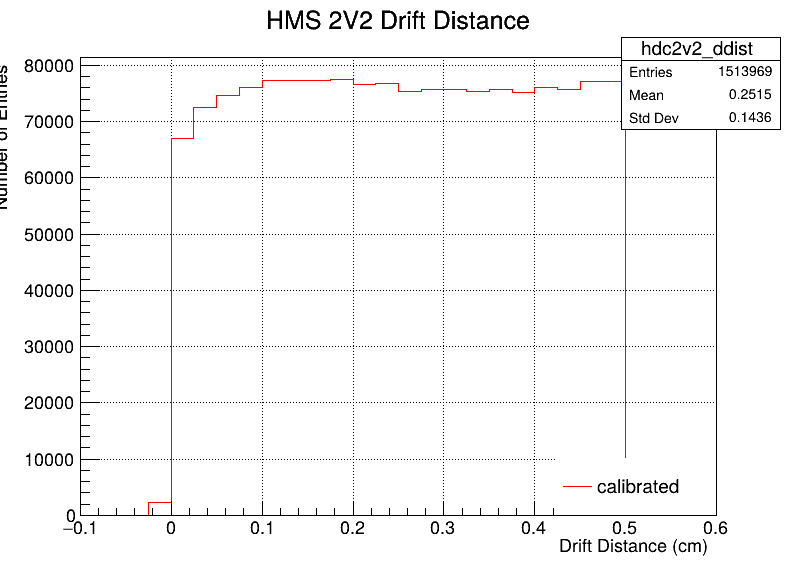 HMS 2V2 Drift Distance
hdc2v2_ddist
Entries 1513969
Mean 0.2515
Std Dev 0.1436
Number of Entries
80000
70000
60000
50000
40000
30000
20000
10000
0
−0.1 0 0.1 0.2 0.3 0.4 0.5 0.6
calibrated
Drift Distance (cm)